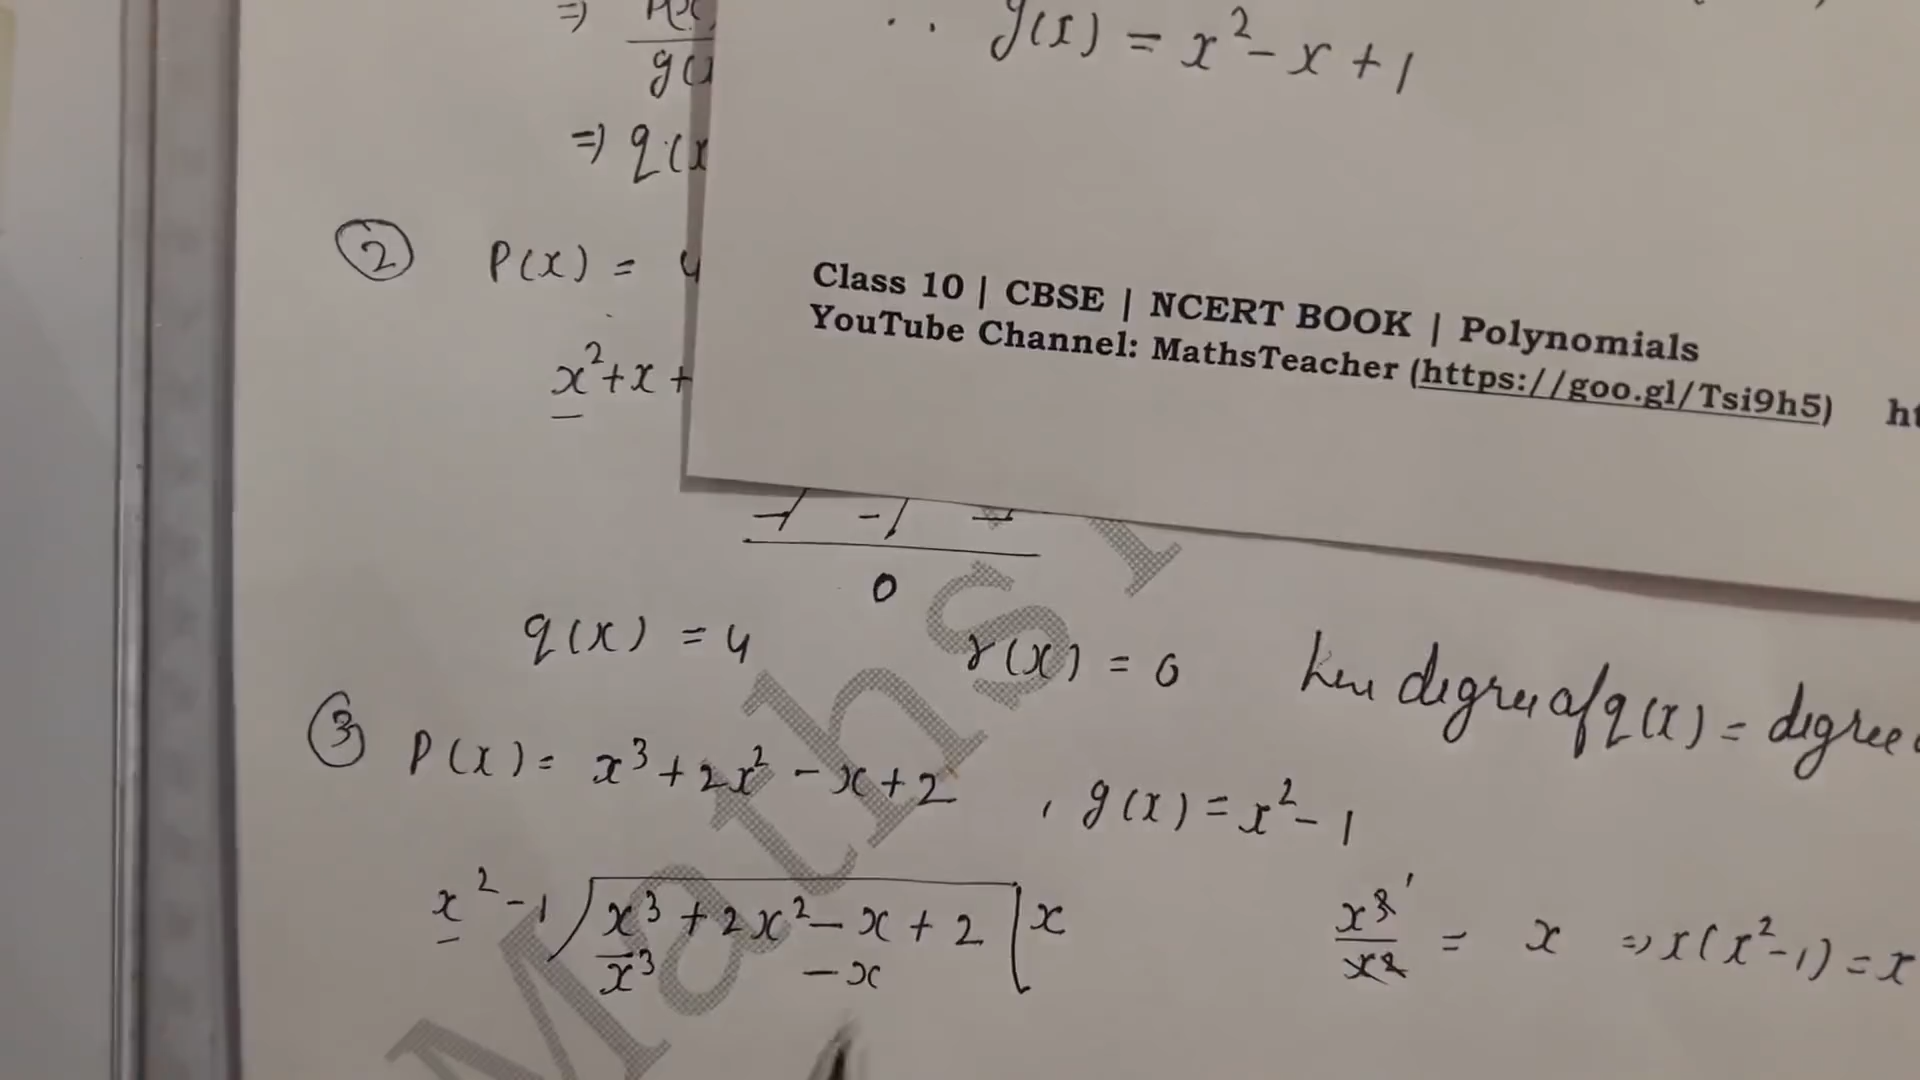 ∴ g(x) = x² - x + 1
⇒ q(x
② P(x) = 4
x² + x +
Class 10 | CBSE | NCERT BOOK | Polynomials
YouTube Channel: MathsTeacher (https://goo.gl/Tsi9h5)
0
q(x) = 4 r(x) = 0 degree of q(x) = degree
③ P(x) = x³ + 2x² - x + 2 , g(x) = x² - 1
x² - 1 x³ + 2x² - x + 2 x
x³ - x
x³/x² = x ⇒ x(x² - 1) = x
Maths